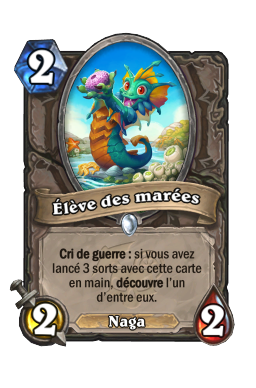 2
Élève des marées
Cri de guerre : si vous avez
lancé 3 sorts avec cette carte
en main, découvre l'un
d'entre eux.
2
Naga
2